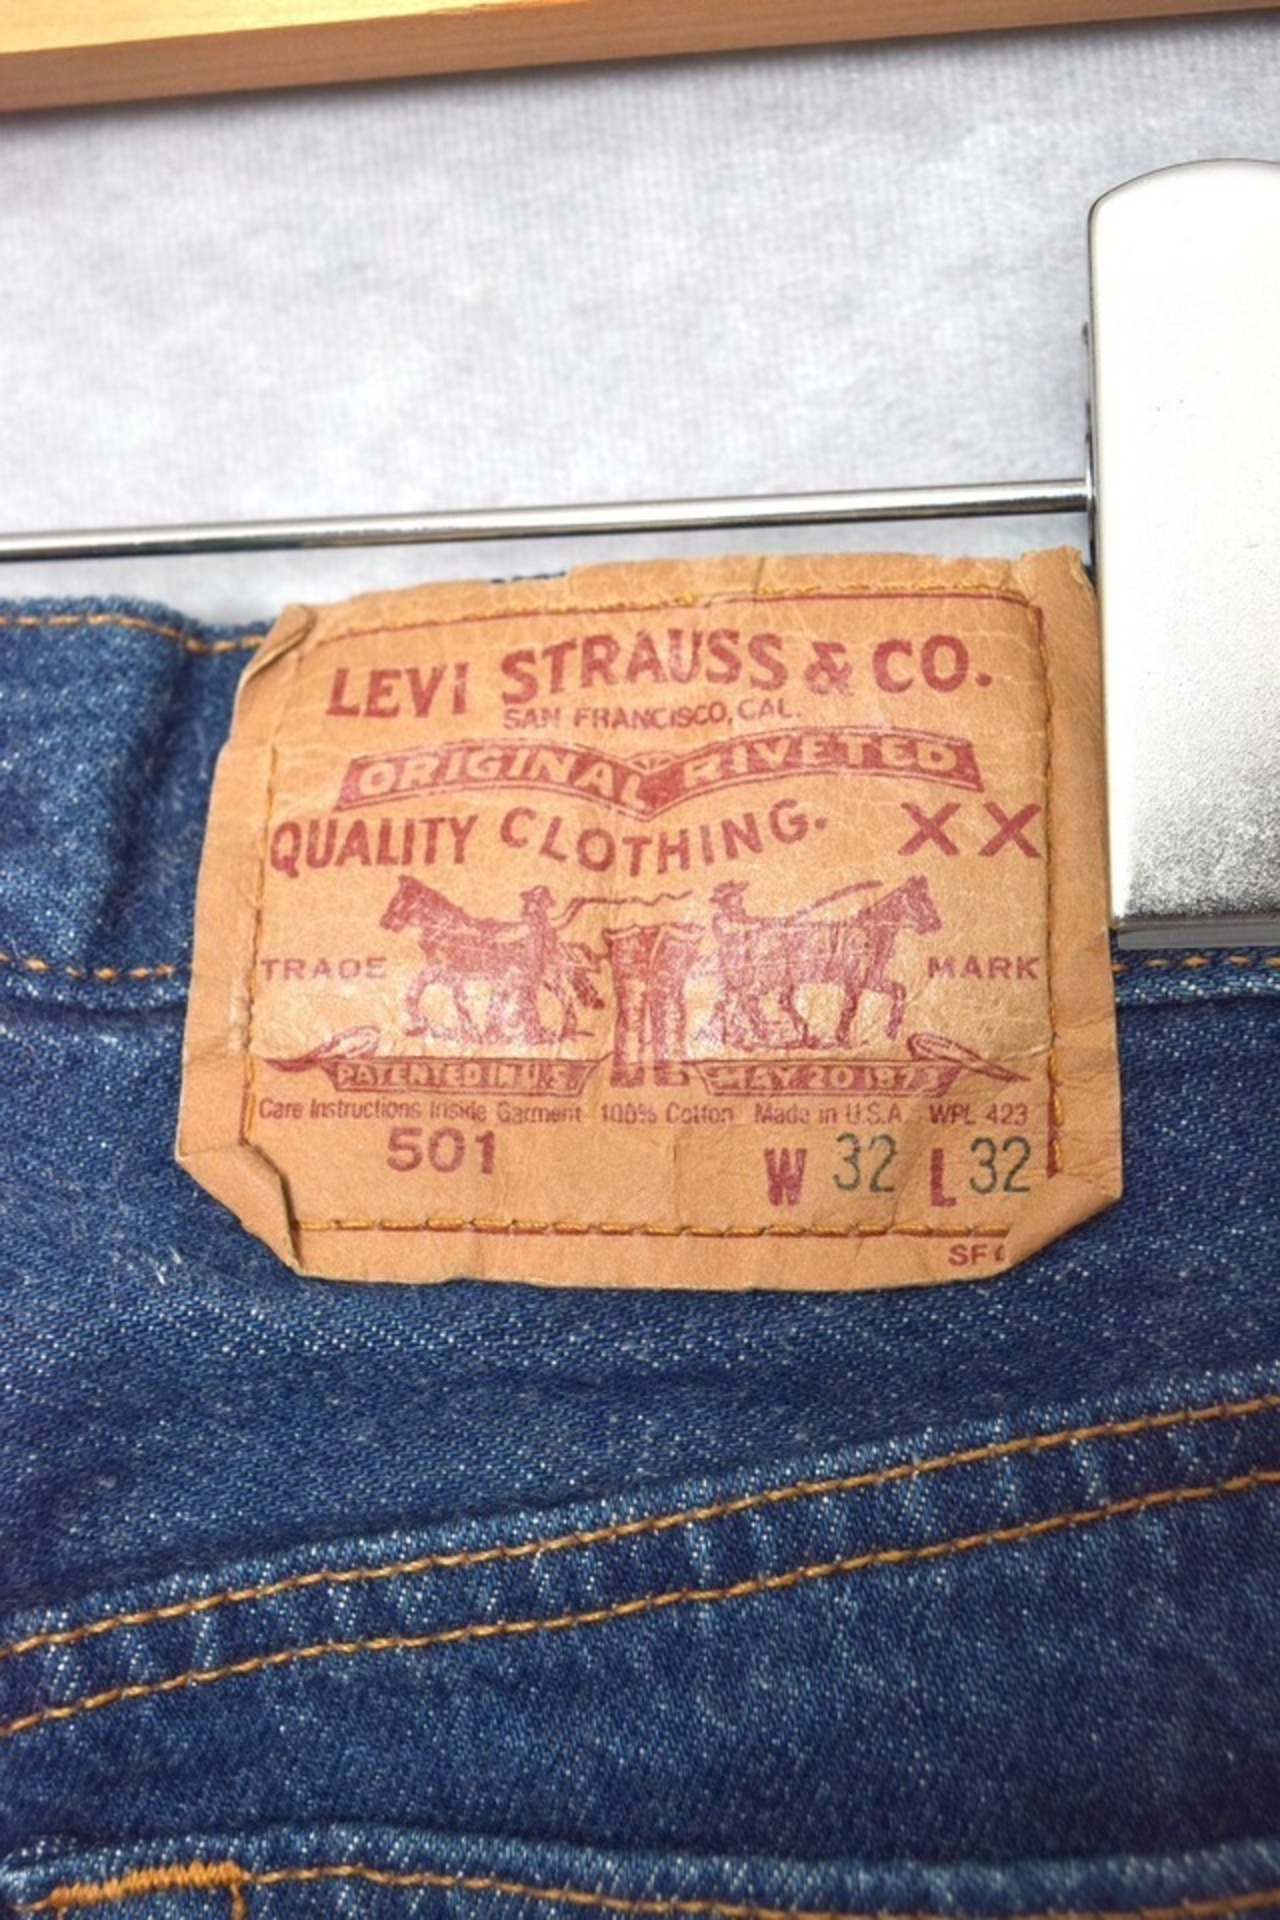 LEVI STRAUSS & CO.
SAN FRANCISCO, CAL.
ORIGINAL RIVETED
QUALITY CLOTHING. XX
TRADE MARK
PATENTED IN U.S. MAY 20 1873
Care Instructions Inside Garment 100% Cotton Made in U.S.A WPL 423
501 W 32 L 32
SF